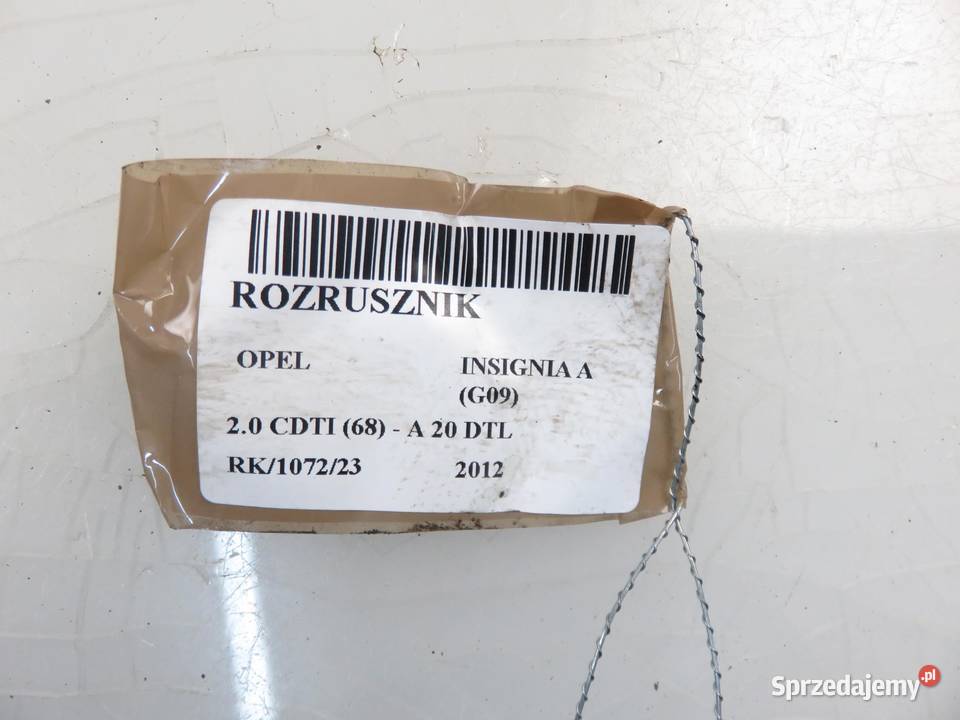 ROZRUSZNIK
OPEL INSIGNIA A
(G09)
2.0 CDTI (68) - A 20 DTL
RK/1072/23 2012
Sprzedajemy.pl